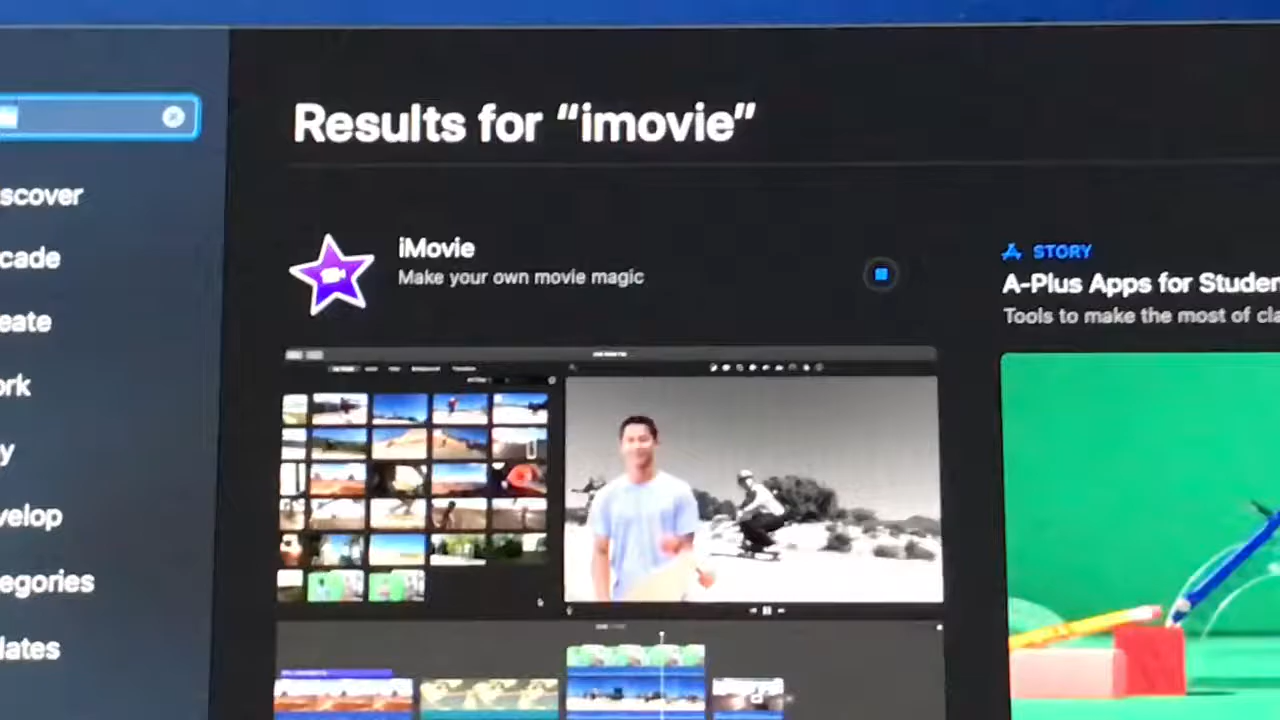 Results for “imovie”
scover
cade
eate
ork
y
velop
egories
dates
iMovie
Make your own movie magic
STORY
A-Plus Apps for Studen
Tools to make the most of cla